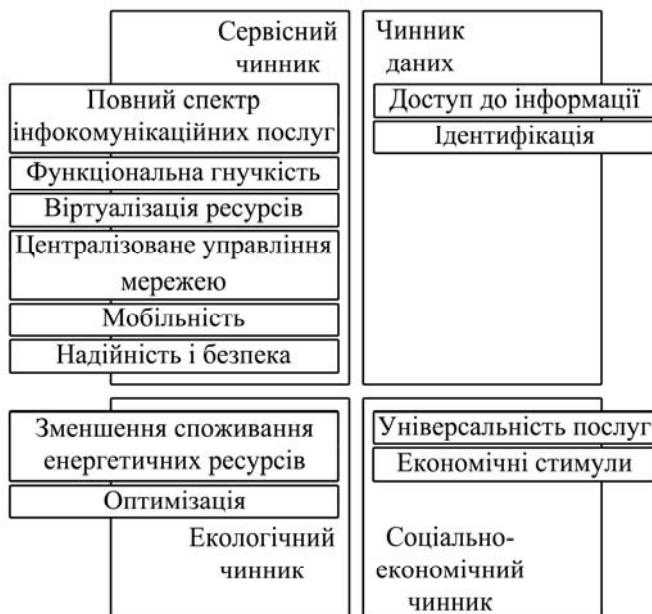 Сервісний
чинник
Повний спектр
інфокомунікаційних послуг
Функціональна гнучкість
Віртуалізація ресурсів
Централізоване управління
мережею
Мобільність
Надійність і безпека
Чинник
даних
Доступ до інформації
Ідентифікація
Зменшення споживання
енергетичних ресурсів
Оптимізація
Екологічний
чинник
Універсальність послуг
Економічні стимули
Соціально-
економічний
чинник